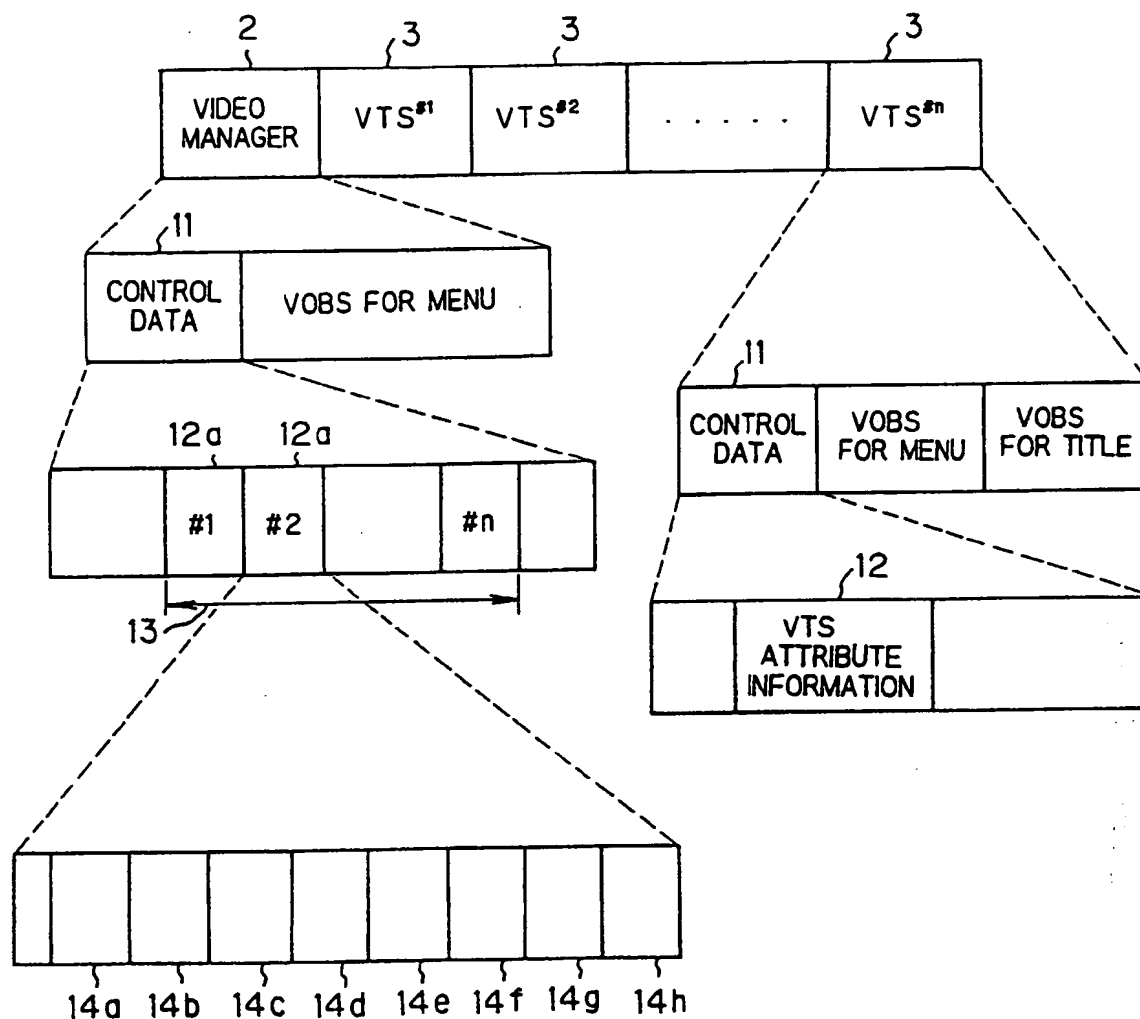 2 3 3 3
VIDEO MANAGER VTS#1 VTS#2 ..... VTS#n
11
CONTROL DATA VOBS FOR MENU
11
CONTROL DATA VOBS FOR MENU VOBS FOR TITLE
12a 12a
#1 #2 #n
13
12
VTS ATTRIBUTE INFORMATION
14a 14b 14c 14d 14e 14f 14g 14h